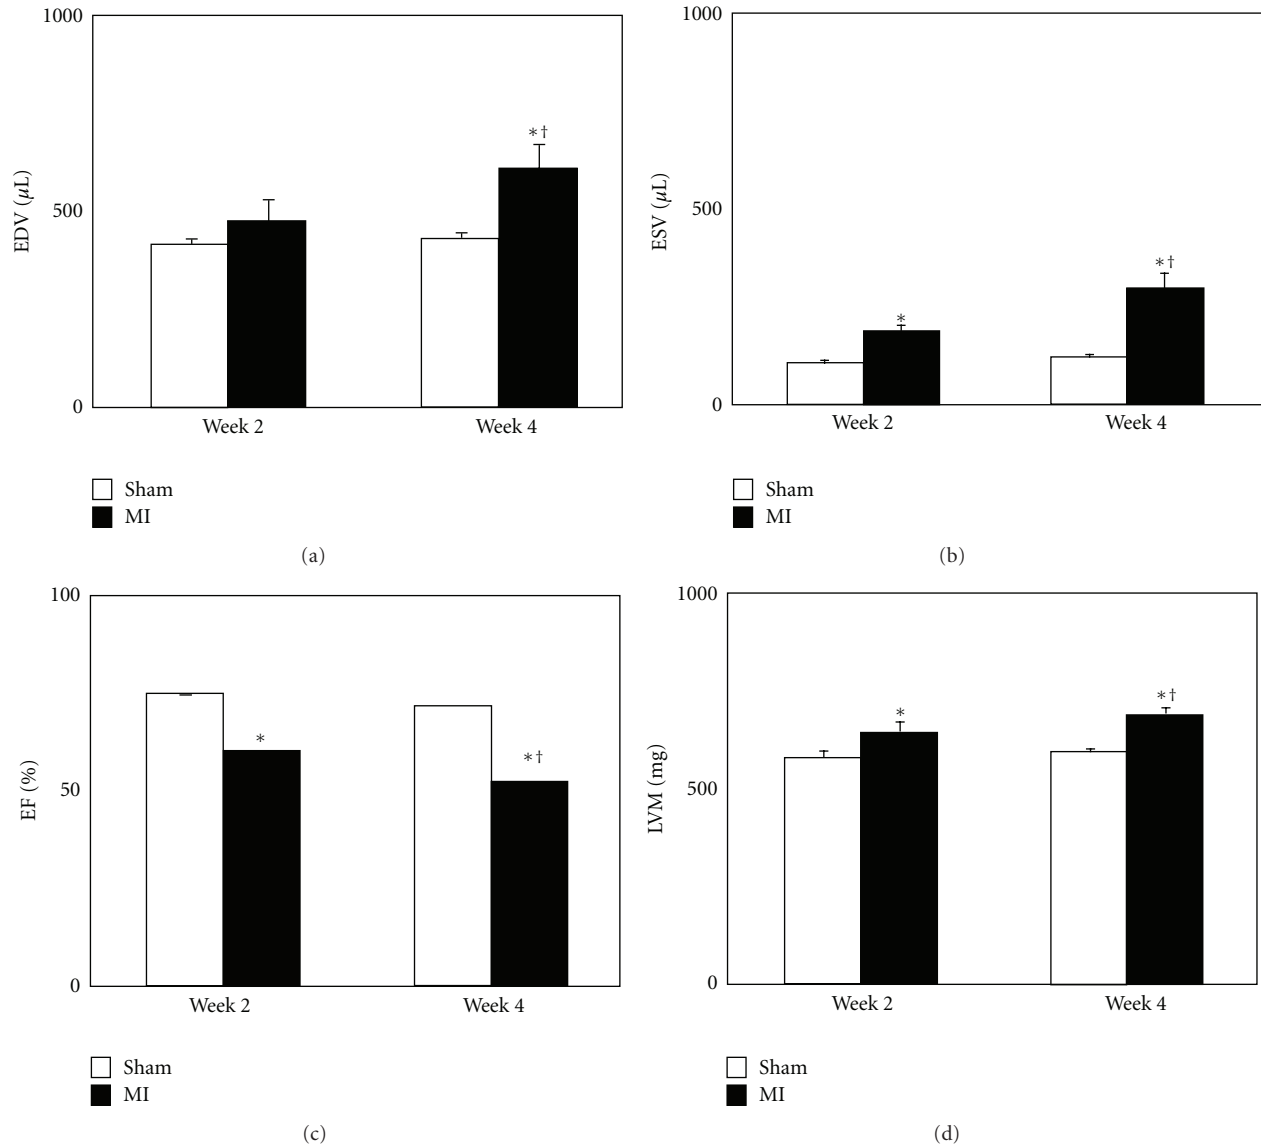 1000
500
0
EDV (μL)
∗†
Week 2
Week 4
Sham
MI
(a)
1000
500
0
ESV (μL)
∗
∗†
Week 2
Week 4
Sham
MI
(b)
100
50
0
EF (%)
∗
∗†
Week 2
Week 4
Sham
MI
(c)
1000
500
0
LVM (mg)
∗
∗†
Week 2
Week 4
Sham
MI
(d)